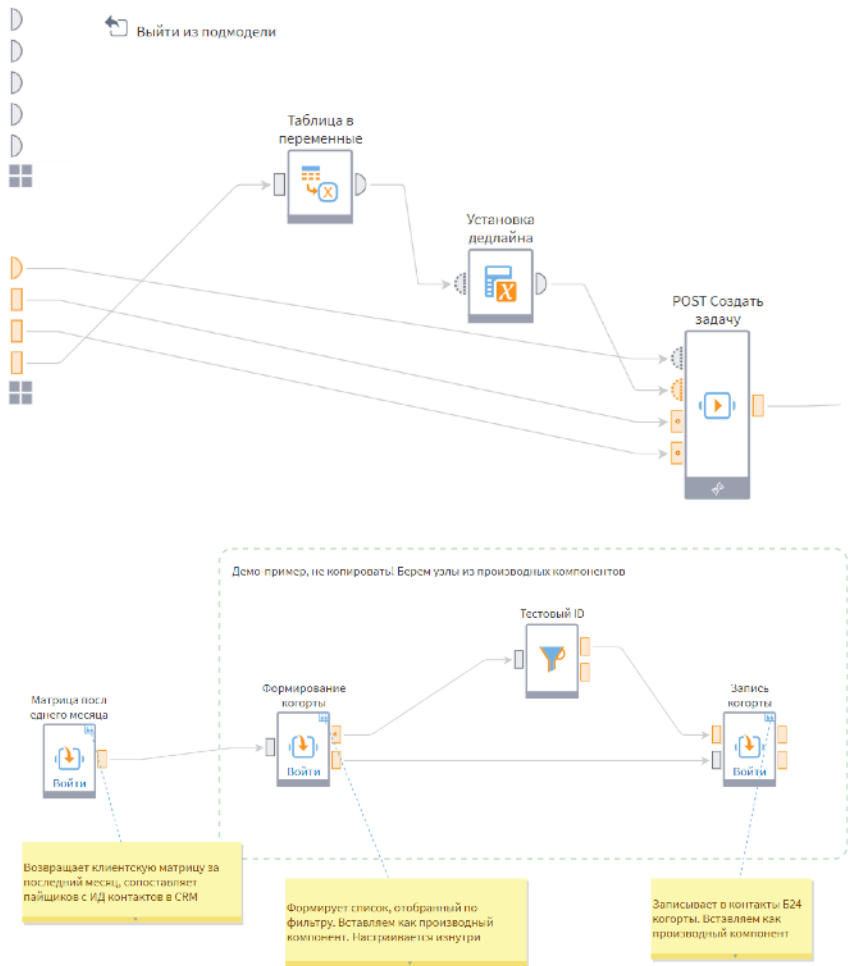 Выйти из подмодели
Таблица в
переменные
Установка
дедлайна
POST Создать
задачу
Демо-пример, не копировать! Берем узлы из производных компонентов
Тестовый ID
Матрица посл
еднего месяца
Войти
Формирование
когорты
Войти
Запись
когорты
Войти
Возвращает клиентскую матрицу за
последний месяц, сопоставляет
пайщиков с ИД контактов в CRM
Формирует список, отобранный по
фильтру. Вставляем как производный
компонент. Настраивается изнутри
Записывает в контакты Б24
когорты. Вставляем как
производный компонент